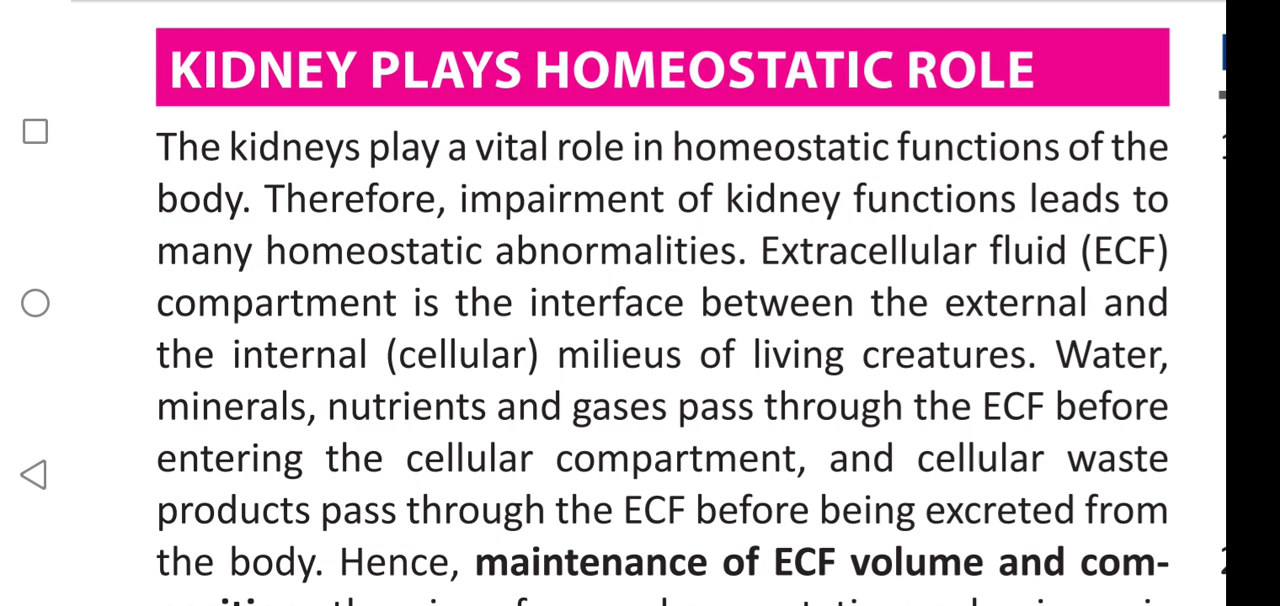 KIDNEY PLAYS HOMEOSTATIC ROLE
The kidneys play a vital role in homeostatic functions of the
body. Therefore, impairment of kidney functions leads to
many homeostatic abnormalities. Extracellular fluid (ECF)
compartment is the interface between the external and
the internal (cellular) milieus of living creatures. Water,
minerals, nutrients and gases pass through the ECF before
entering the cellular compartment, and cellular waste
products pass through the ECF before being excreted from
the body. Hence, maintenance of ECF volume and com-